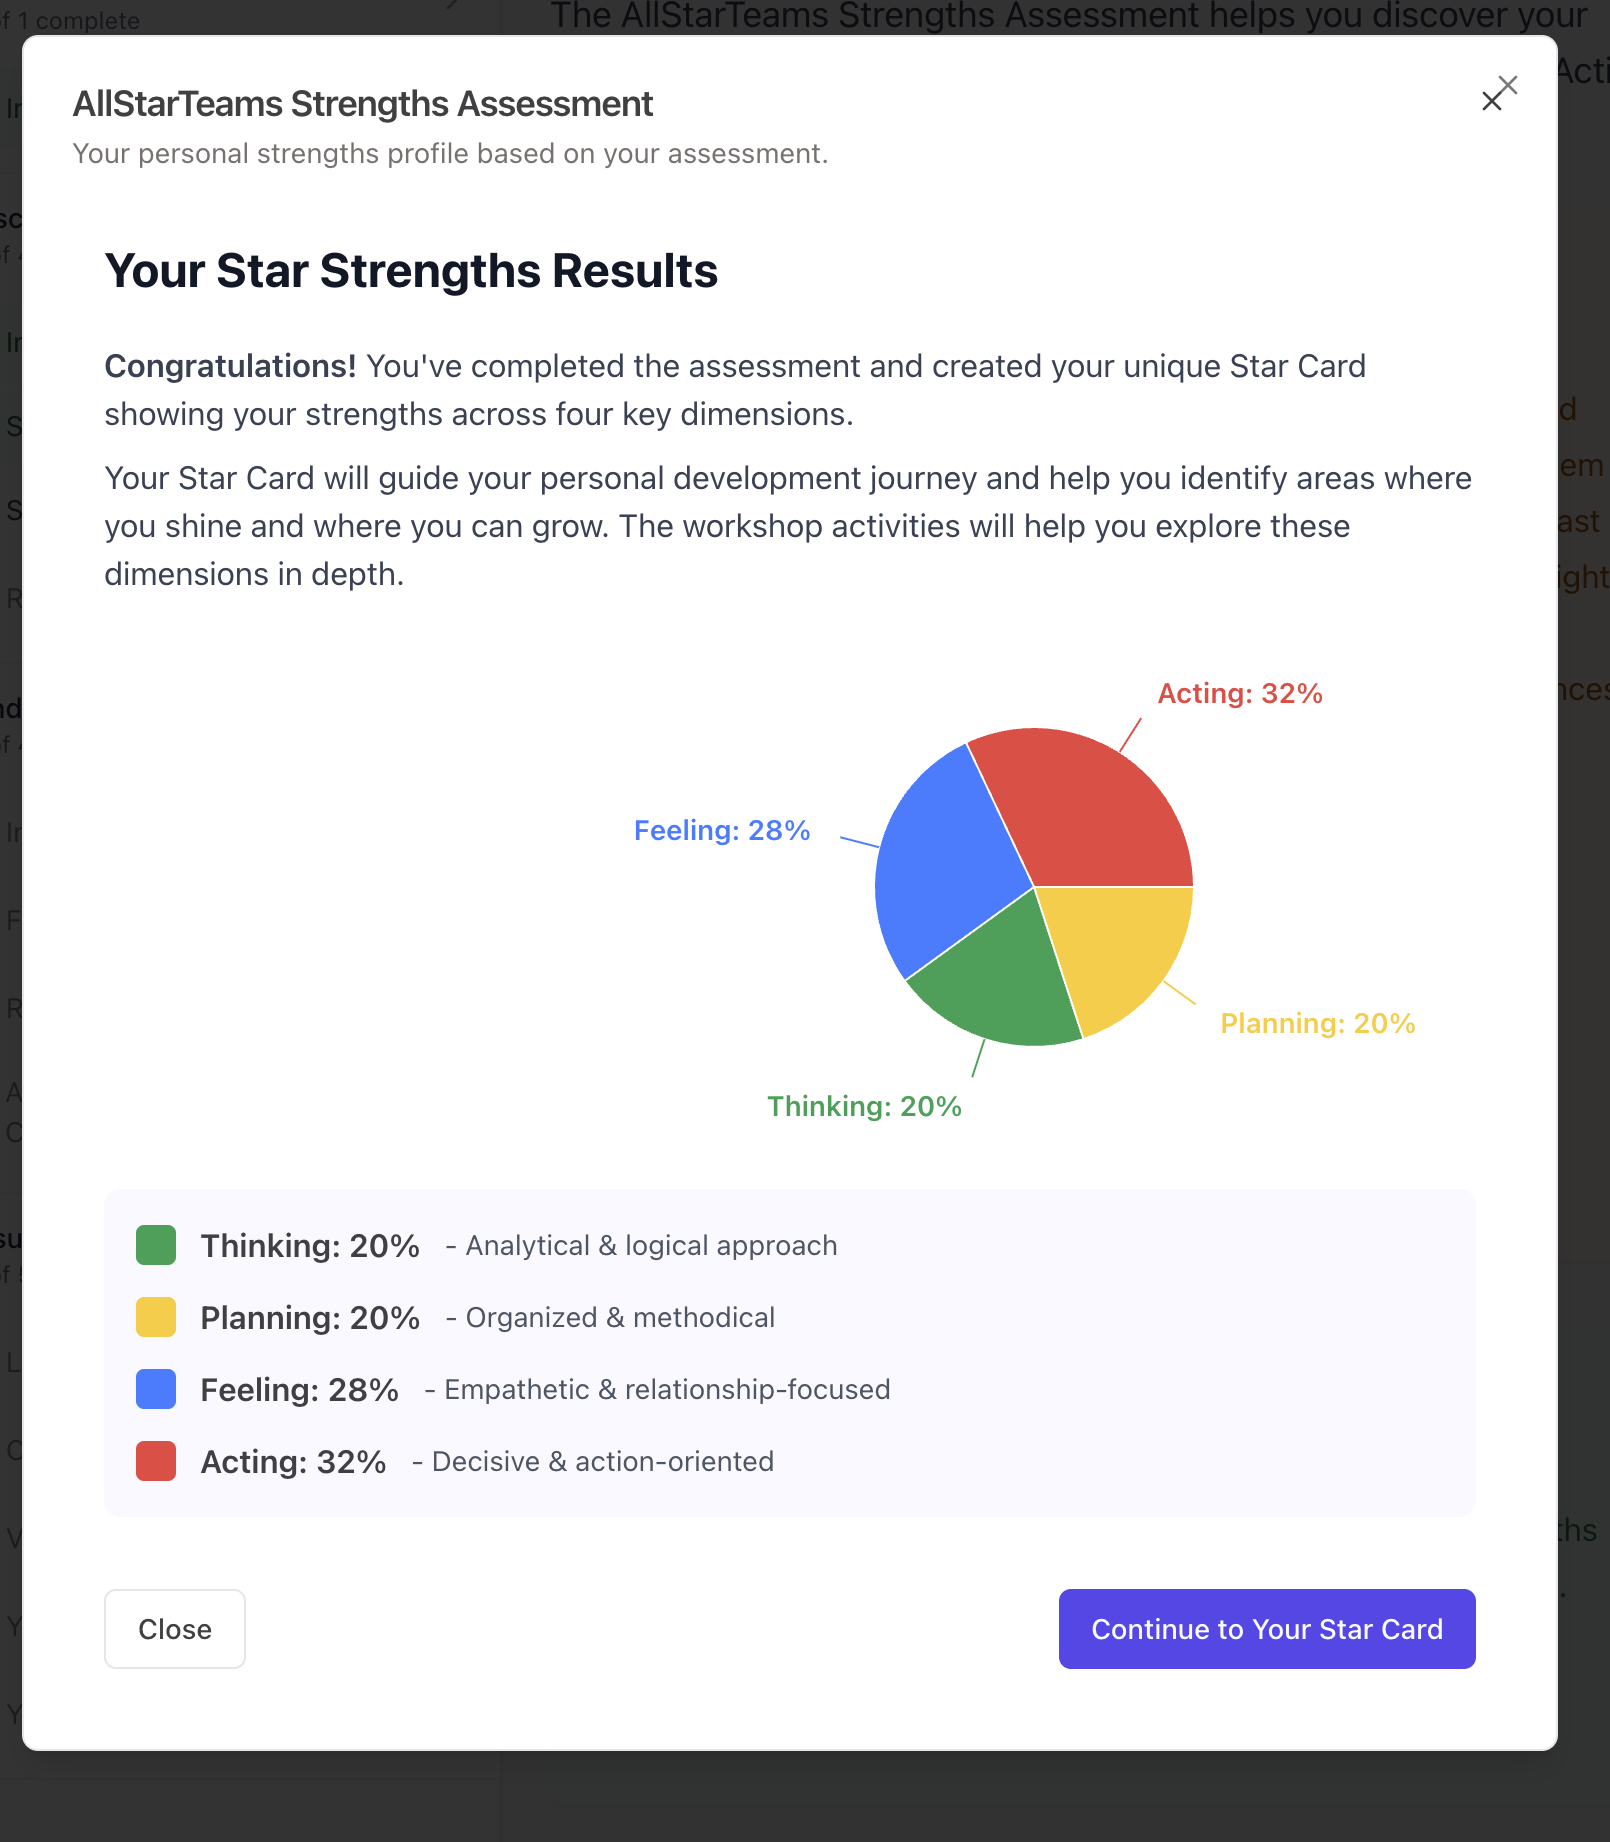 of 1 complete
The AllStarTeams Strengths Assessment helps you discover your
AllStarTeams Strengths Assessment
Your personal strengths profile based on your assessment.
Your Star Strengths Results
Congratulations! You've completed the assessment and created your unique Star Card
showing your strengths across four key dimensions.
Your Star Card will guide your personal development journey and help you identify areas where
you shine and where you can grow. The workshop activities will help you explore these
dimensions in depth.
Acting: 32%
Feeling: 28%
Planning: 20%
Thinking: 20%
Thinking: 20% - Analytical & logical approach
Planning: 20% - Organized & methodical
Feeling: 28% - Empathetic & relationship-focused
Acting: 32% - Decisive & action-oriented
Close
Continue to Your Star Card